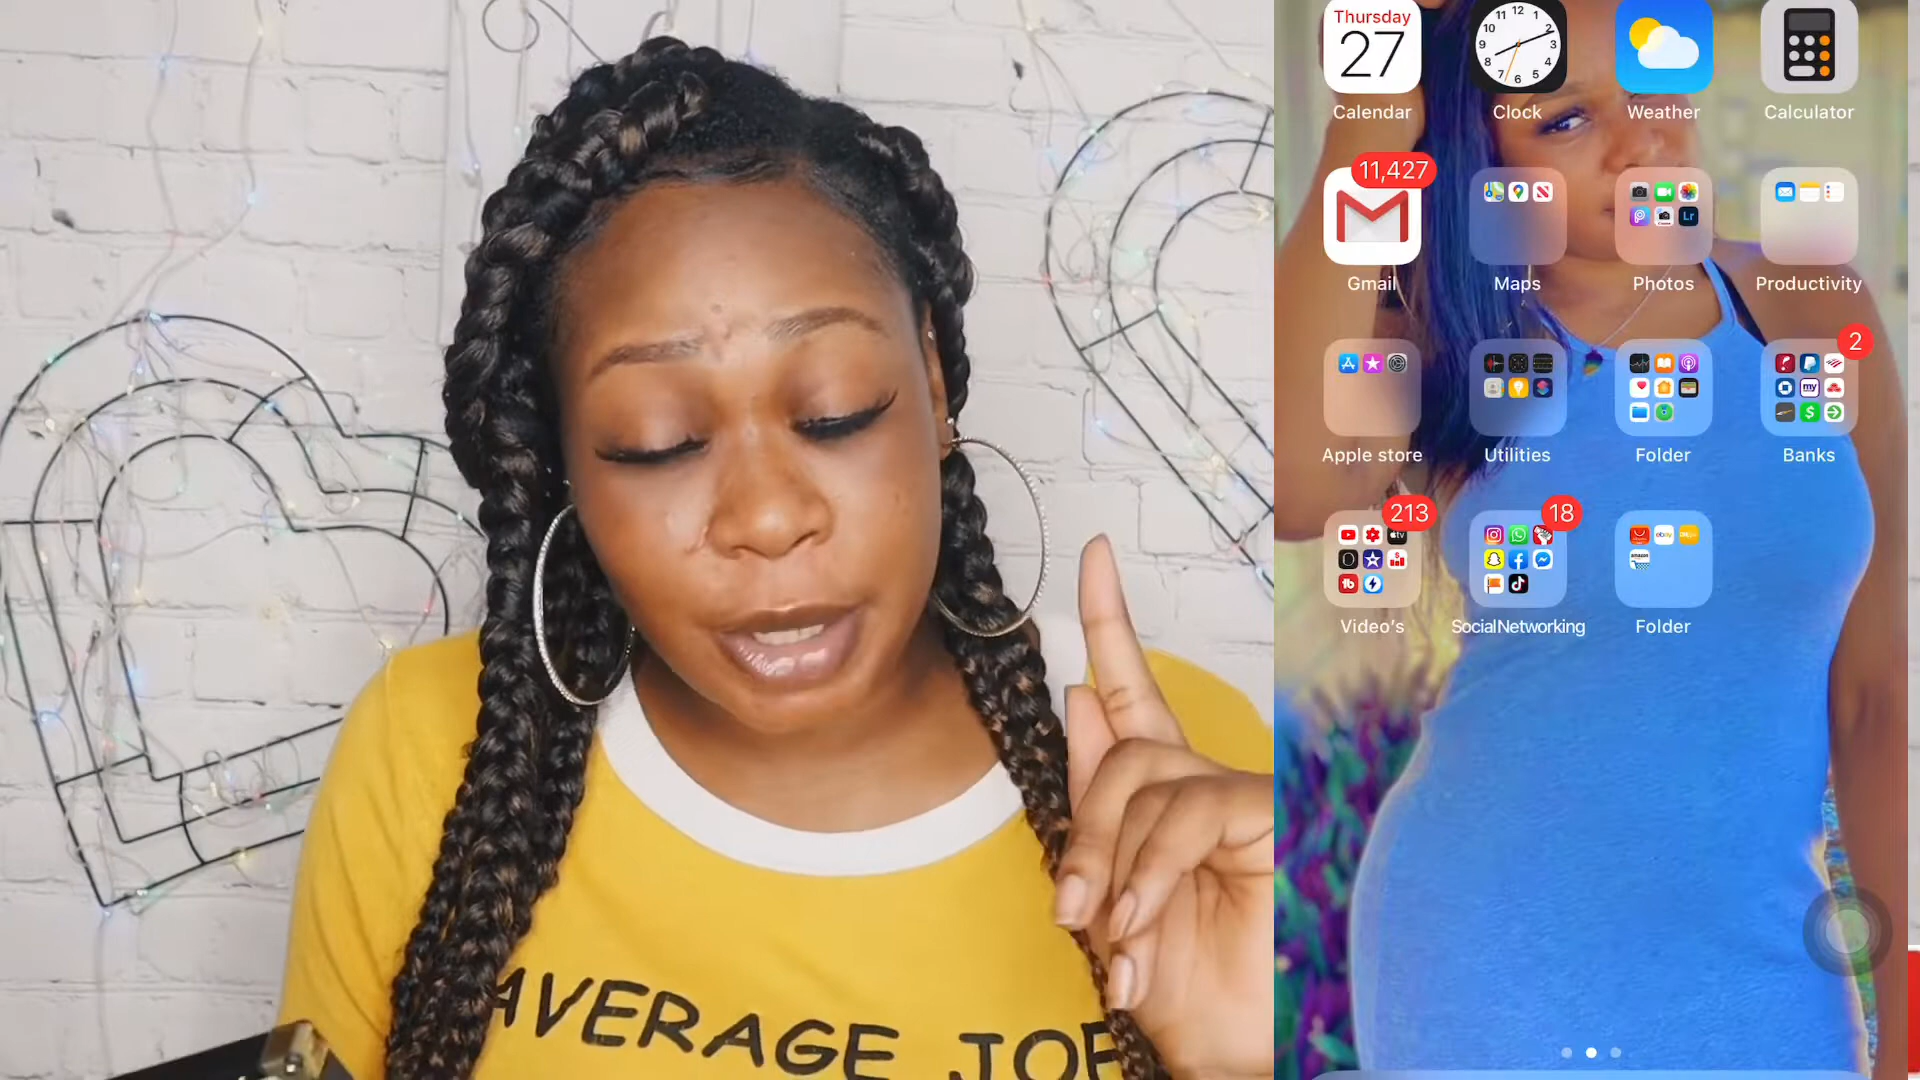 Thursday
27
Calendar
Clock
Weather
Calculator
11,427
Gmail
Maps
Photos
Productivity
2
Apple store
Utilities
Folder
Banks
213
18
Video's
SocialNetworking
Folder
AVERAGE JOE